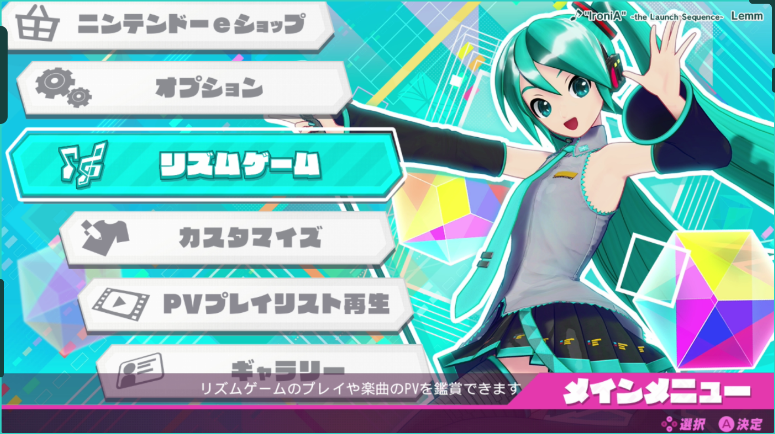 ニンテンドーeショップ
♪"IroniA" -the Launch Sequence- Lemm
オプション
リズムゲーム
カスタマイズ
PVプレイリスト再生
ギャラリー
リズムゲームのプレイや楽曲のPVを鑑賞できます
メインメニュー
選択 A 決定